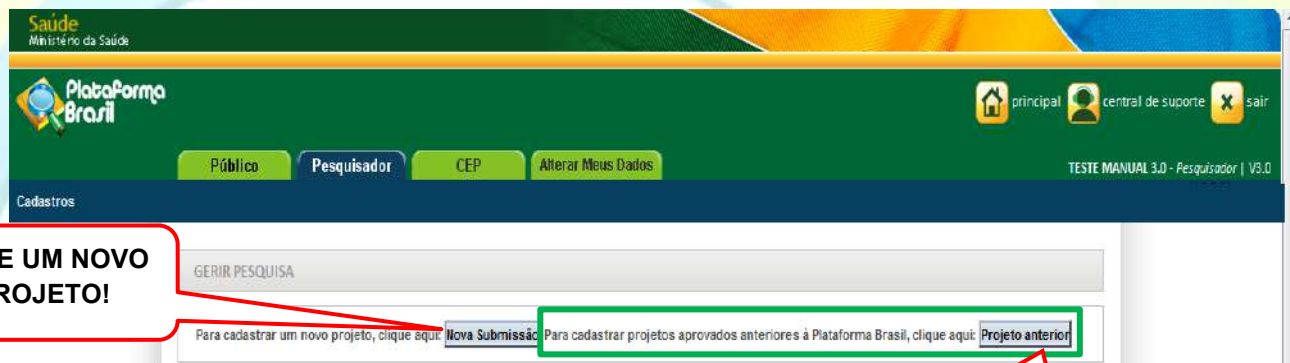 Saúde
Ministério da Saúde
Plataforma
Brasil
principal central de suporte x sair
Público Pesquisador CEP Alterar Meus Dados
TESTE MANUAL 3.0 - Pesquisador | V3.0
Cadastros
E UM NOVO
ROJETO!
GERIR PESQUISA
Para cadastrar um novo projeto, clique aqui: Nova Submissão Para cadastrar projetos aprovados anteriores à Plataforma Brasil, clique aqui: Projeto anterior